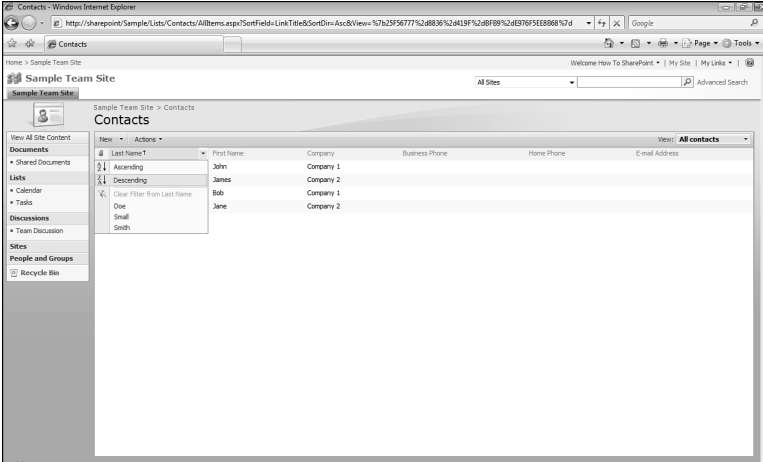 Contacts - Windows Internet Explorer
http://sharepoint/Sample/Lists/Contacts/AllItems.aspx?SortField=LinkTitle&SortDir=Asc&View=%7b25F56777%2d8836%2d419F%2dBFB9%2dE976F5EE8B68%7d
Google
Contacts
Page Tools
Home > Sample Team Site
Welcome How To SharePoint | My Site | My Links
Sample Team Site
All Sites
Advanced Search
Sample Team Site
Sample Team Site > Contacts
Contacts
View All Site Content
New Actions View: All contacts
Documents
Last Name First Name Company Business Phone Home Phone E-mail Address
Shared Documents
Ascending John Company 1
Lists
Descending James Company 2
Calendar
Clear Filter from Last Name Bob Company 1
Tasks
Doe Jane Company 2
Discussions
Small
Team Discussion
Smith
Sites
People and Groups
Recycle Bin